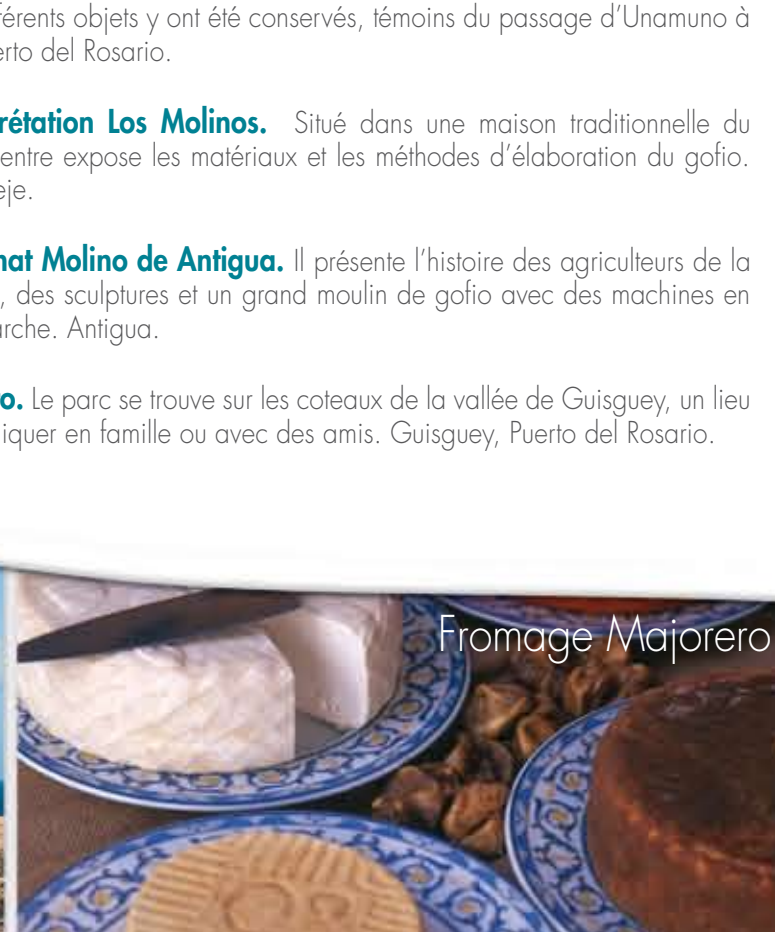 férents objets y ont été conservés, témoins du passage d’Unamuno à
erto del Rosario.
rétation Los Molinos. Situé dans une maison traditionnelle du
entre expose les matériaux et les méthodes d’élaboration du gofio.
eje.
nat Molino de Antigua. Il présente l’histoire des agriculteurs de la
, des sculptures et un grand moulin de gofio avec des machines en
arche. Antigua.
o. Le parc se trouve sur les coteaux de la vallée de Guisguey, un lieu
iquer en famille ou avec des amis. Guisguey, Puerto del Rosario.
Fromage Majorero